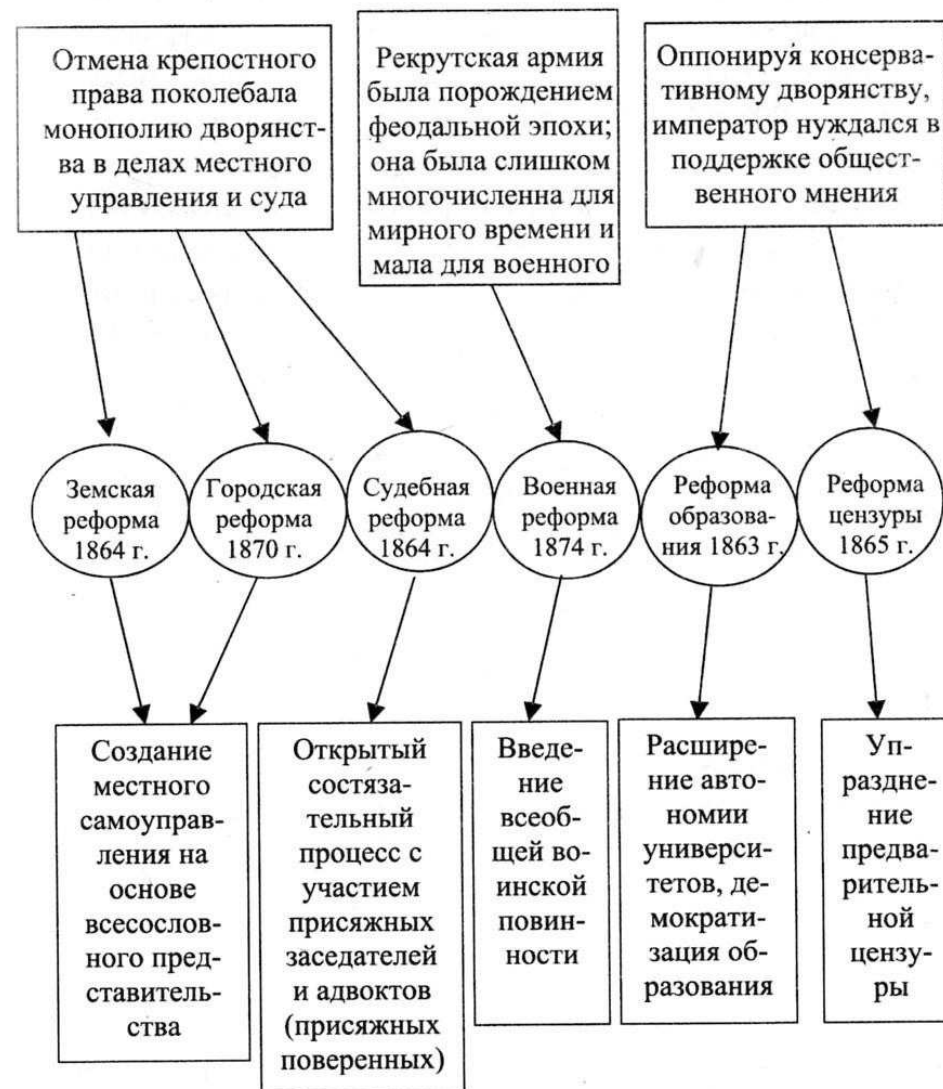 Отмена крепостного
права поколебала
монополию дворянст-
ва в делах местного
управления и суда
Рекрутская армия
была порождением
феодальной эпохи;
она была слишком
многочисленна для
мирного времени и
мала для военного
Оппонируя консерва-
тивному дворянству,
император нуждался в
поддержке общест-
венного мнения
Земская
реформа
1864 г.
Городская
реформа
1870 г.
Судебная
реформа
1864 г.
Военная
реформа
1874 г.
Реформа
образова-
ния 1863 г.
Реформа
цензуры
1865 г.
Создание
местного
самоуправ-
ления на
основе
всесослов-
ного пред-
ставитель-
ства
Открытый
состяза-
тельный
процесс с
участием
присяжных
заседателей
и адвоктов
(присяжных
поверенных)
Введе-
ние
всеоб-
щей во-
инской
повин-
ности
Расшире-
ние авто-
номии
универси-
тетов, де-
мократи-
зация об-
разования
Уп-
раздне-
ние
предва-
ритель-
ной
цензу-
ры